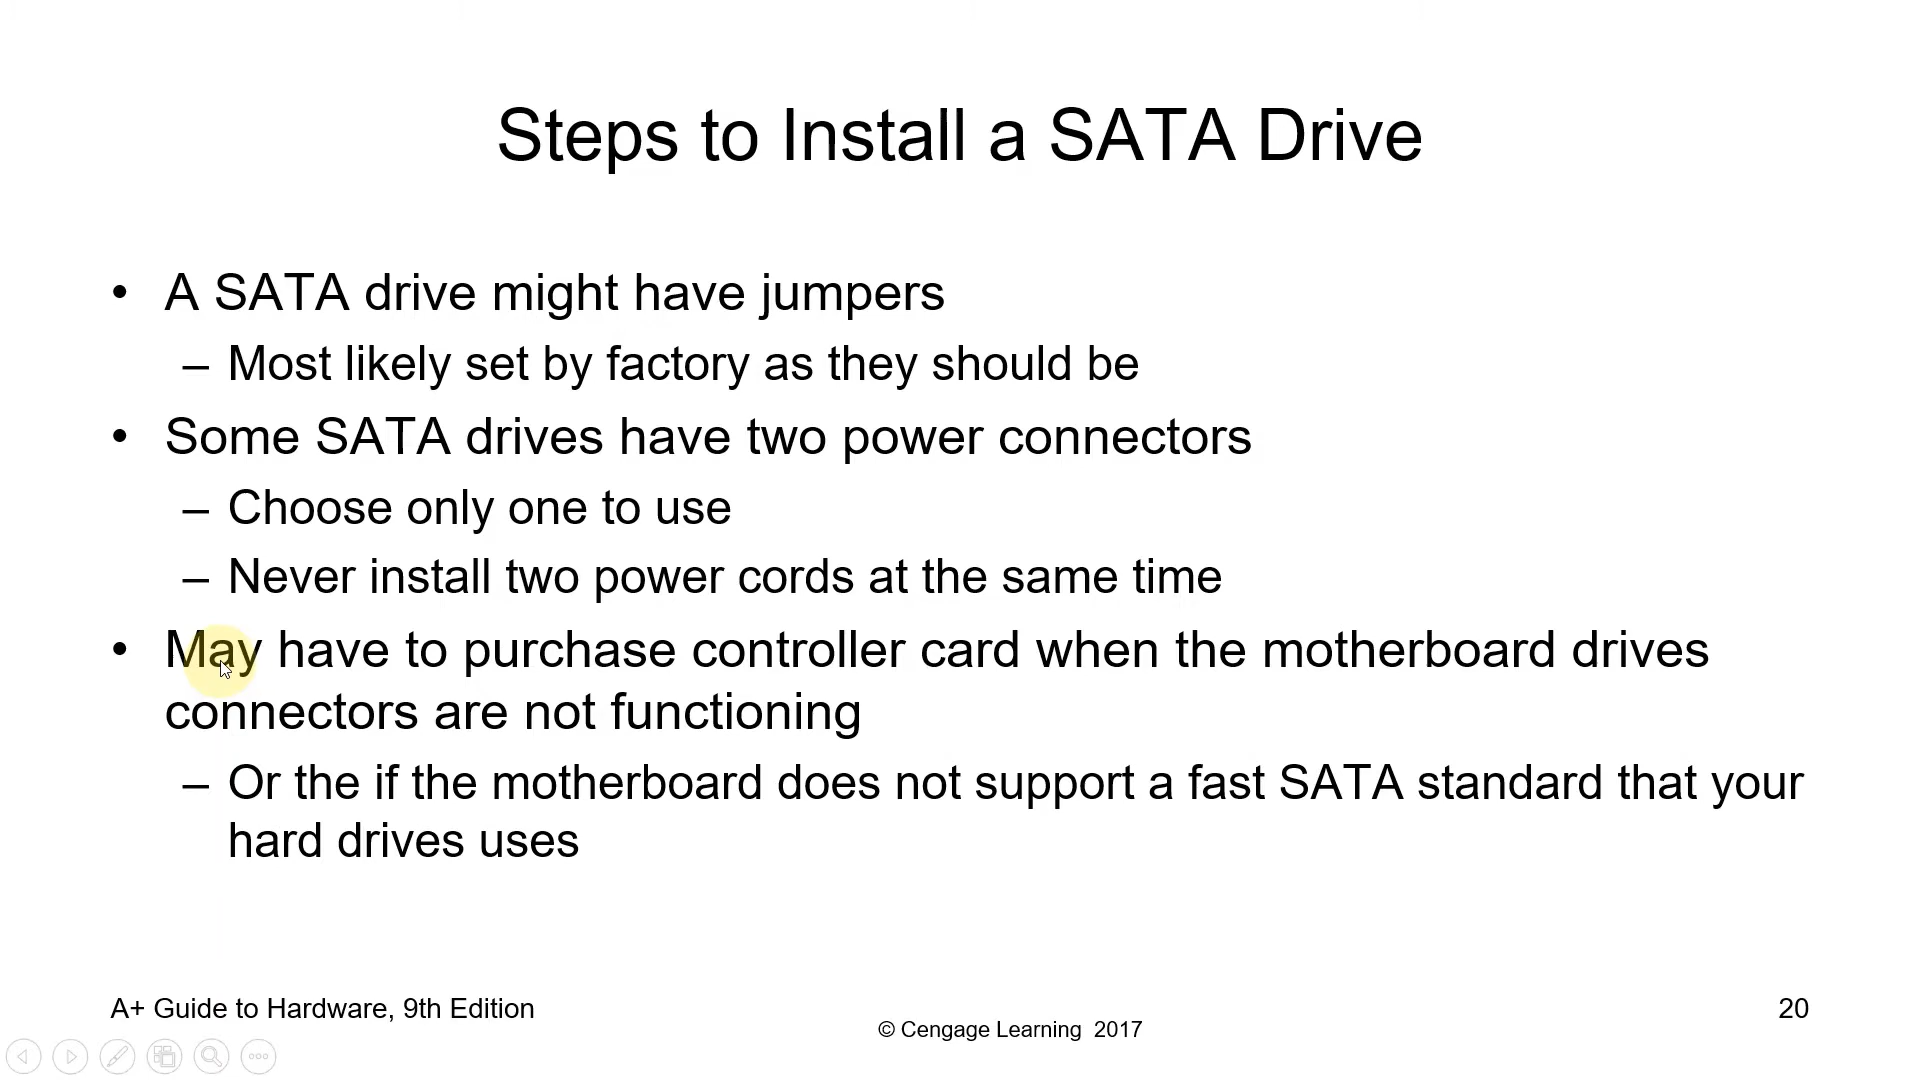 Steps to Install a SATA Drive
• A SATA drive might have jumpers
– Most likely set by factory as they should be
• Some SATA drives have two power connectors
– Choose only one to use
– Never install two power cords at the same time
• May have to purchase controller card when the motherboard drives
connectors are not functioning
– Or the if the motherboard does not support a fast SATA standard that your
hard drives uses
A+ Guide to Hardware, 9th Edition
© Cengage Learning 2017
20